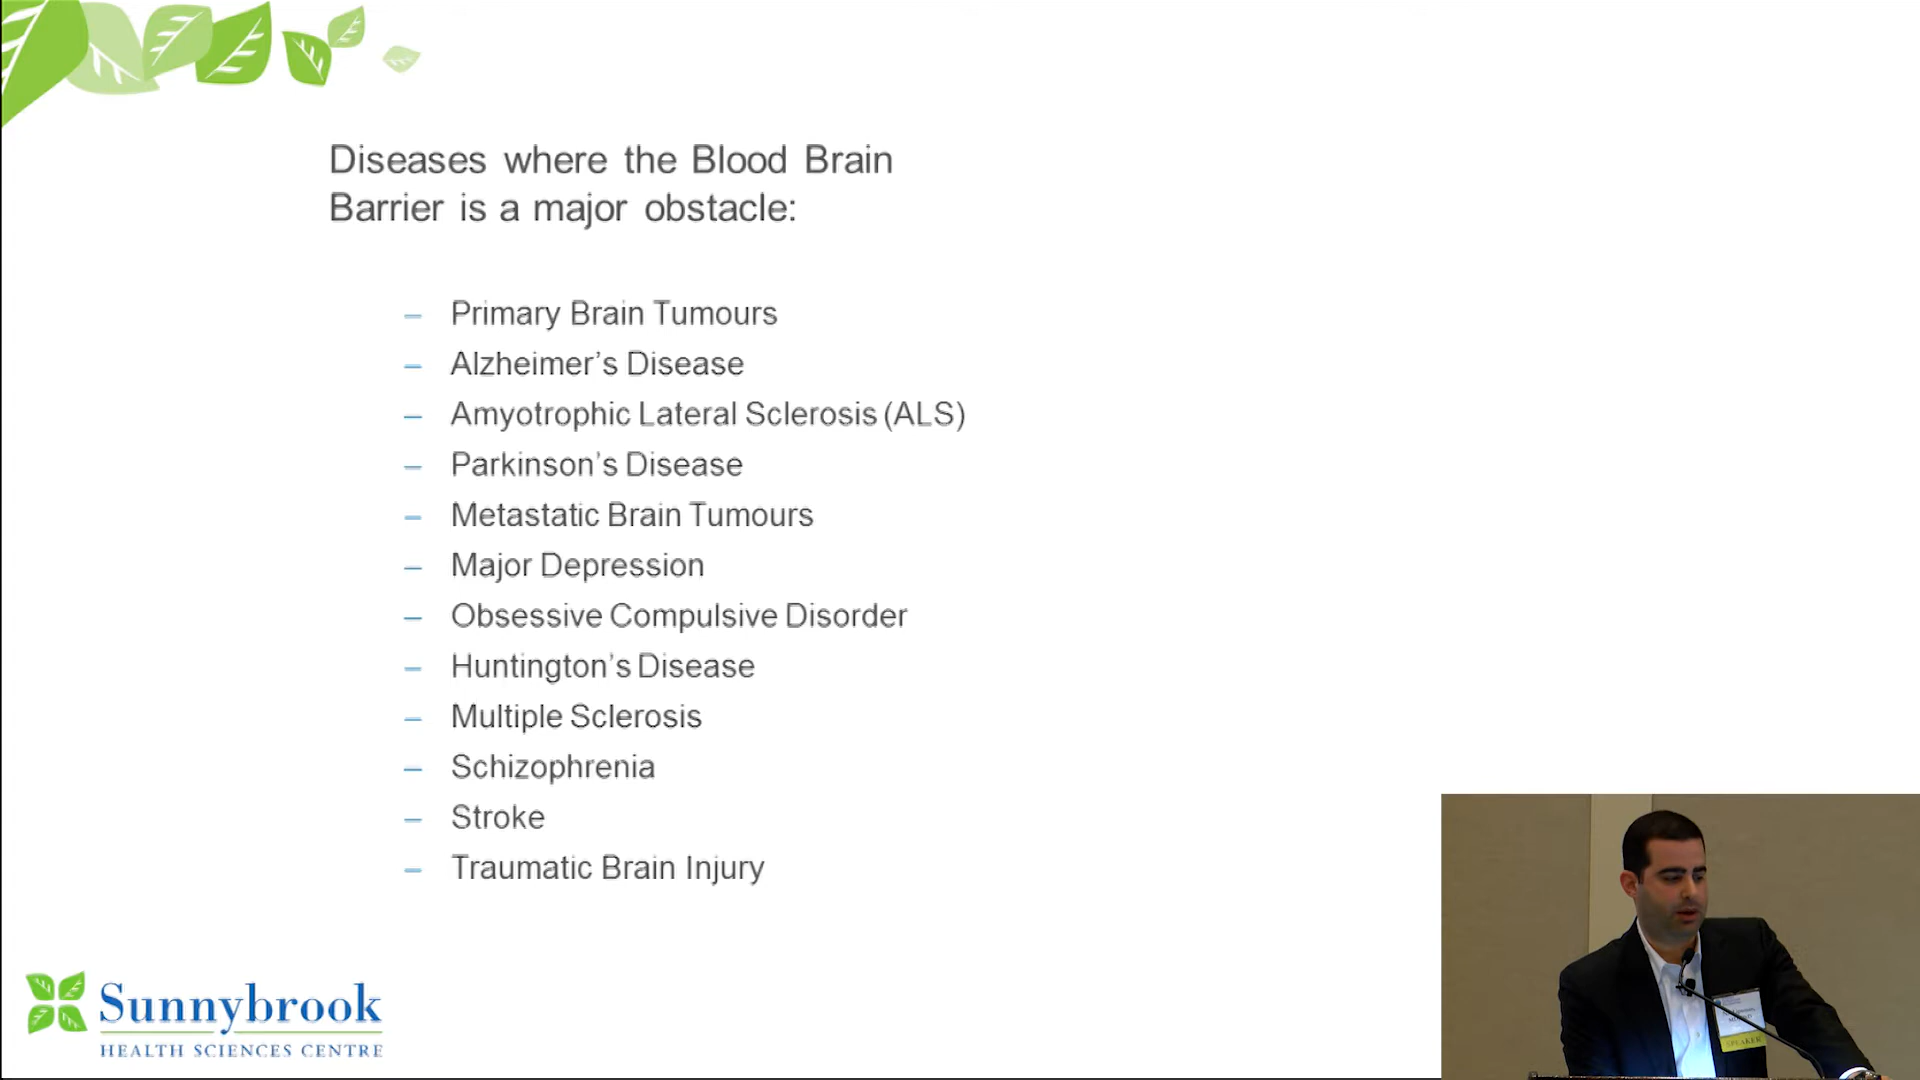 Diseases where the Blood Brain
Barrier is a major obstacle:
– Primary Brain Tumours
– Alzheimer’s Disease
– Amyotrophic Lateral Sclerosis (ALS)
– Parkinson’s Disease
– Metastatic Brain Tumours
– Major Depression
– Obsessive Compulsive Disorder
– Huntington’s Disease
– Multiple Sclerosis
– Schizophrenia
– Stroke
– Traumatic Brain Injury
Sunnybrook
HEALTH SCIENCES CENTRE
SPEAKER